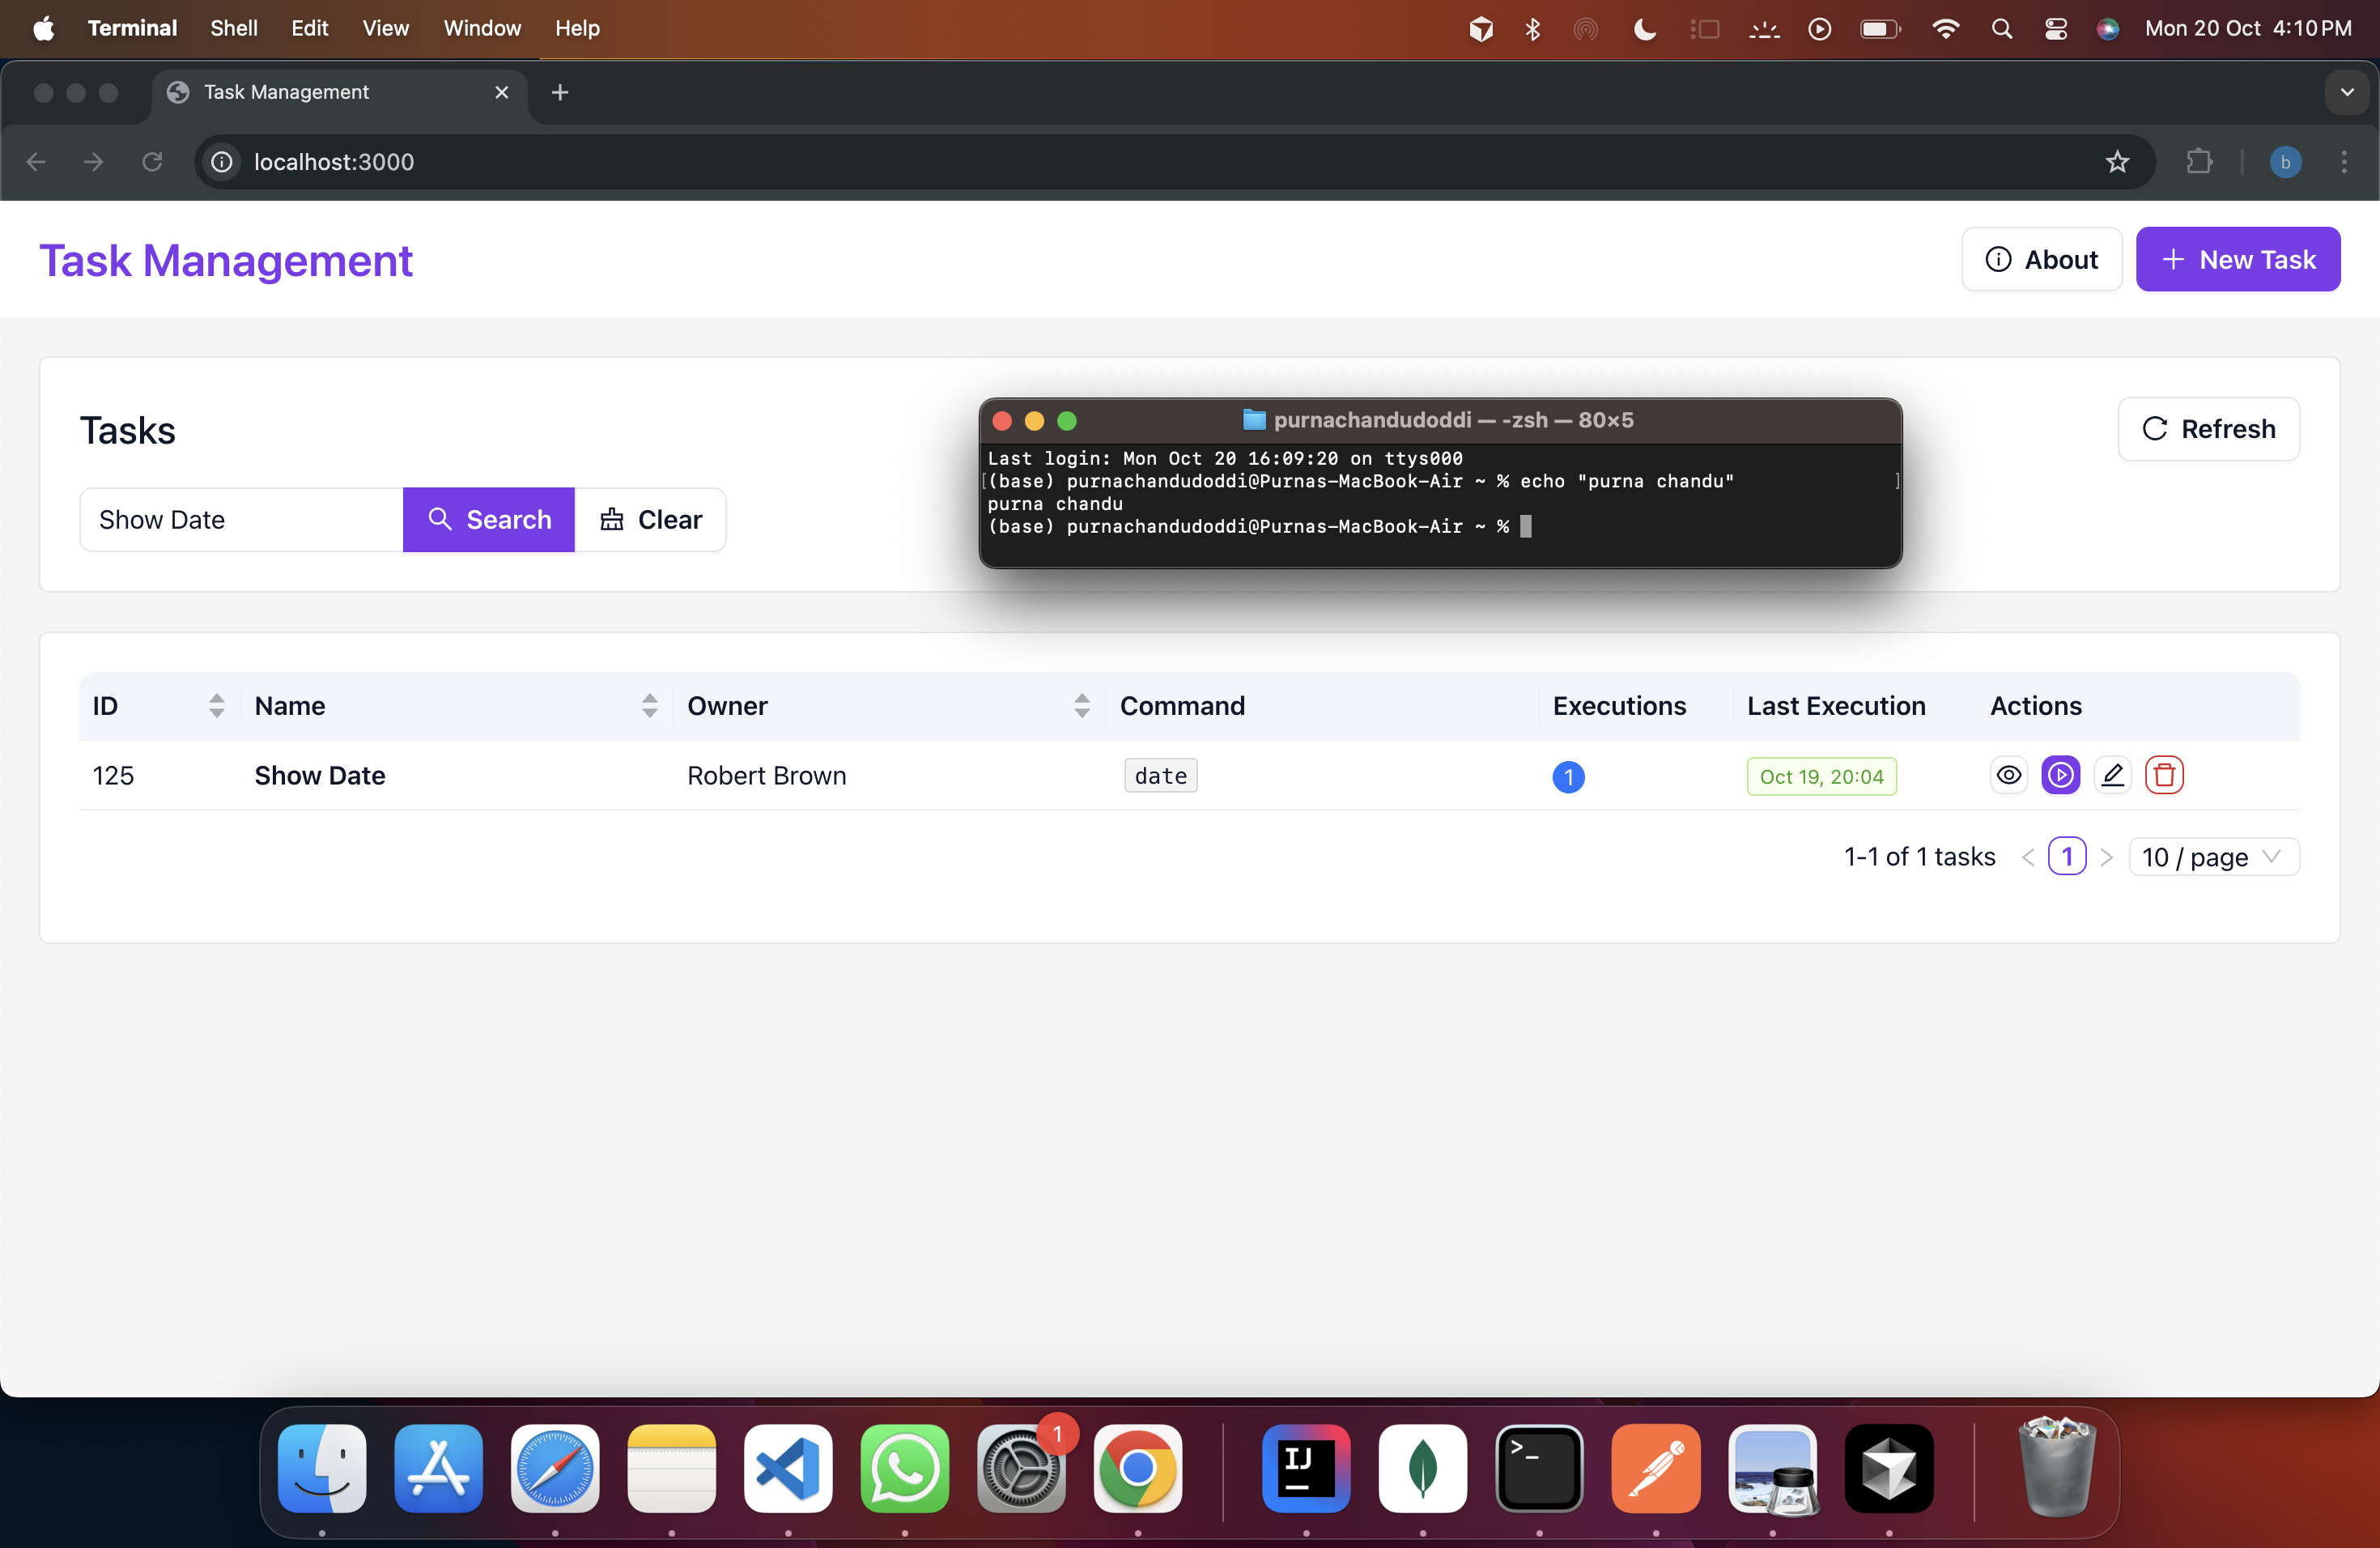 Terminal Shell Edit View Window Help Mon 20 Oct 4:10 PM
Task Management
localhost:3000
b
Task Management
About
New Task
Tasks
Refresh
Show Date
Search
Clear
purnachandudoddi — -zsh — 80×5
Last login: Mon Oct 20 16:09:20 on ttys000
[(base) purnachandudoddi@Purnas-MacBook-Air ~ % echo "purna chandu" ]
purna chandu
(base) purnachandudoddi@Purnas-MacBook-Air ~ %
ID Name Owner Command Executions Last Execution Actions
125 Show Date Robert Brown date 1 Oct 19, 20:04
1-1 of 1 tasks < 1 > 10 / page
1
IJ
>_